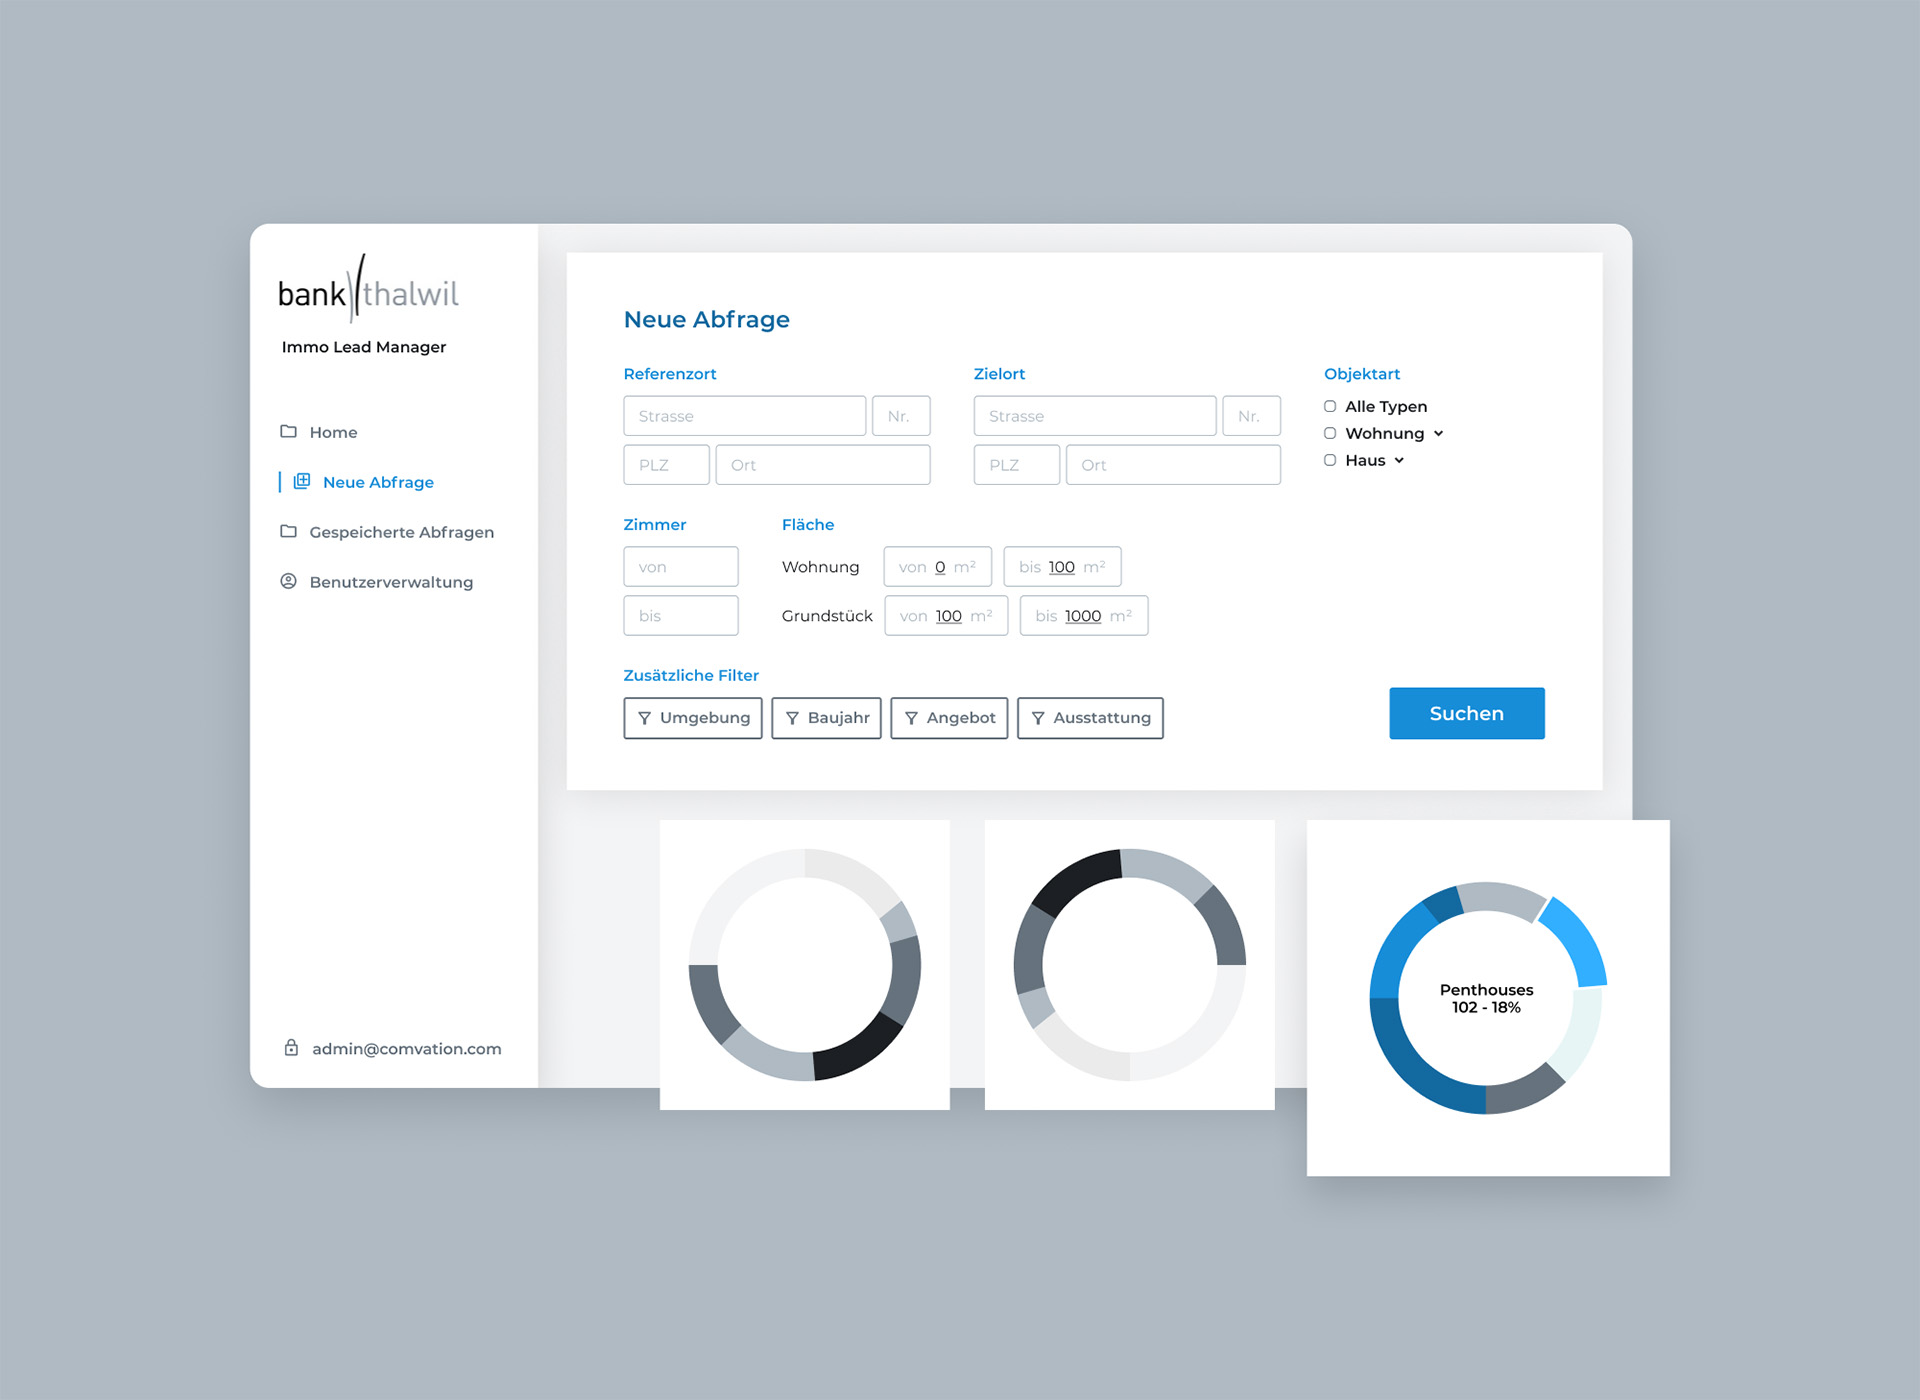 bank thalwil
Immo Lead Manager
Home
Neue Abfrage
Gespeicherte Abfragen
Benutzerverwaltung
admin@comvation.com
Neue Abfrage
Referenzort
Strasse Nr.
PLZ Ort
Zielort
Strasse Nr.
PLZ Ort
Objektart
Alle Typen
Wohnung
Haus
Zimmer
von
bis
Fläche
Wohnung von 0 m² bis 100 m²
Grundstück von 100 m² bis 1000 m²
Zusätzliche Filter
Umgebung Baujahr Angebot Ausstattung
Suchen
Penthouses
102 - 18%